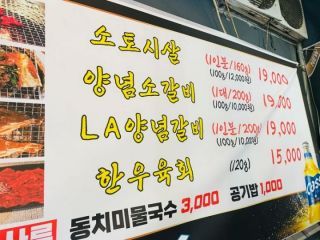 소토시살 (1인분/160g) 19,000
(100g/12,000원)
양념소갈비 (1대/200g) 19,000
(100g/10,000원)
LA양념갈비 (1인분/200g) 19,000
(100g/10,000원)
한우육회 (120g) 15,000
동치미물국수 3,000 공기밥 1,000